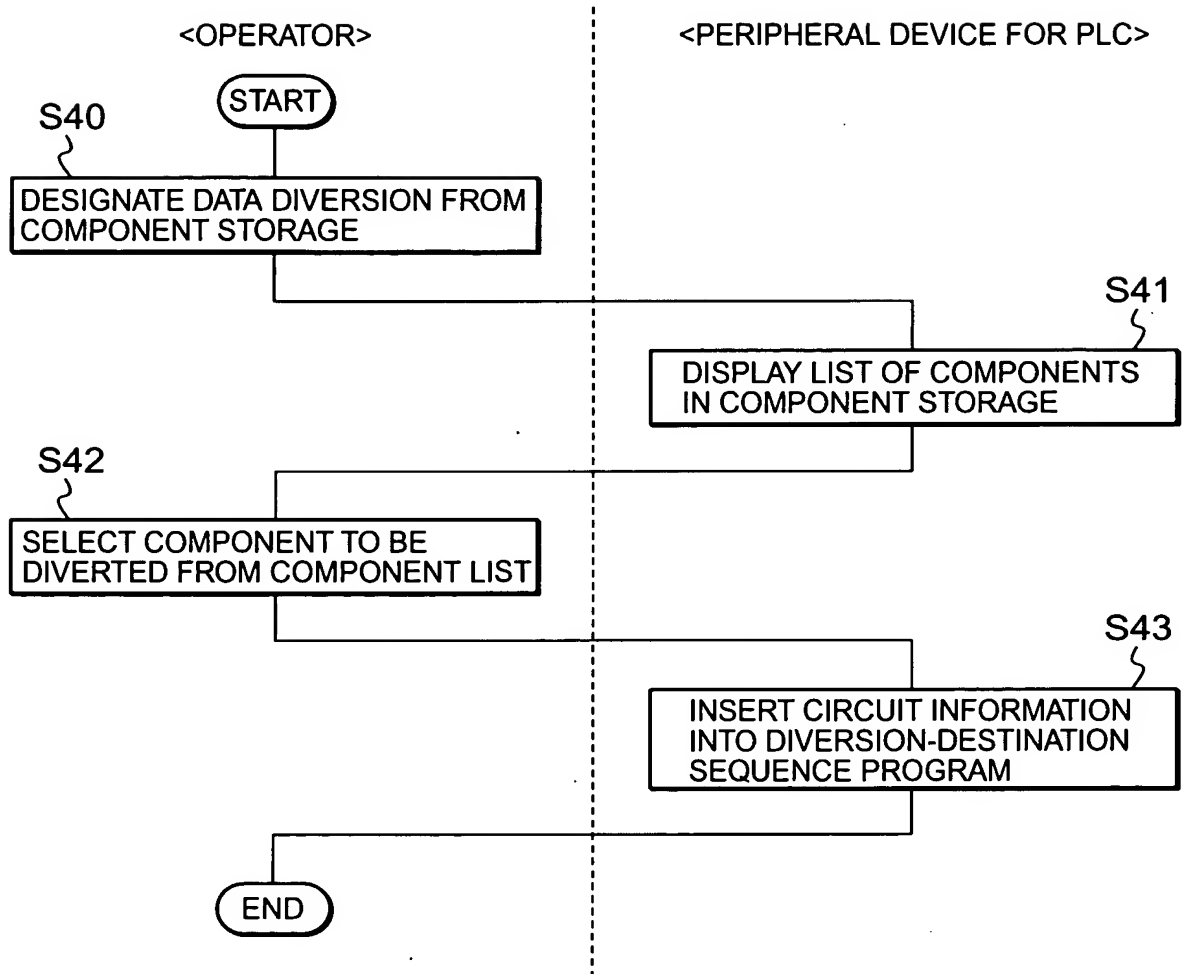 <OPERATOR>
<PERIPHERAL DEVICE FOR PLC>
START
S40
DESIGNATE DATA DIVERSION FROM
COMPONENT STORAGE
S41
DISPLAY LIST OF COMPONENTS
IN COMPONENT STORAGE
S42
SELECT COMPONENT TO BE
DIVERTED FROM COMPONENT LIST
S43
INSERT CIRCUIT INFORMATION
INTO DIVERSION-DESTINATION
SEQUENCE PROGRAM
END